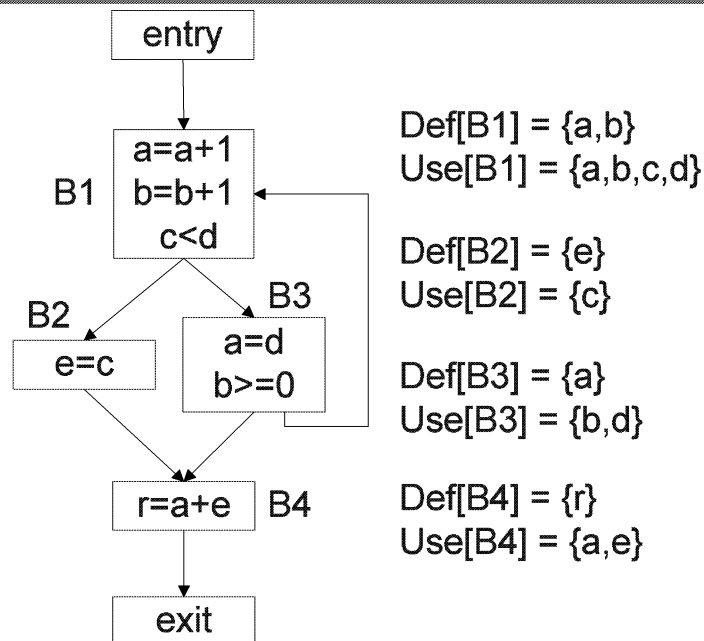 entry
B1
a=a+1
b=b+1
c<d
B2
e=c
B3
a=d
b>=0
r=a+e
B4
exit
Def[B1] = {a,b}
Use[B1] = {a,b,c,d}
Def[B2] = {e}
Use[B2] = {c}
Def[B3] = {a}
Use[B3] = {b,d}
Def[B4] = {r}
Use[B4] = {a,e}